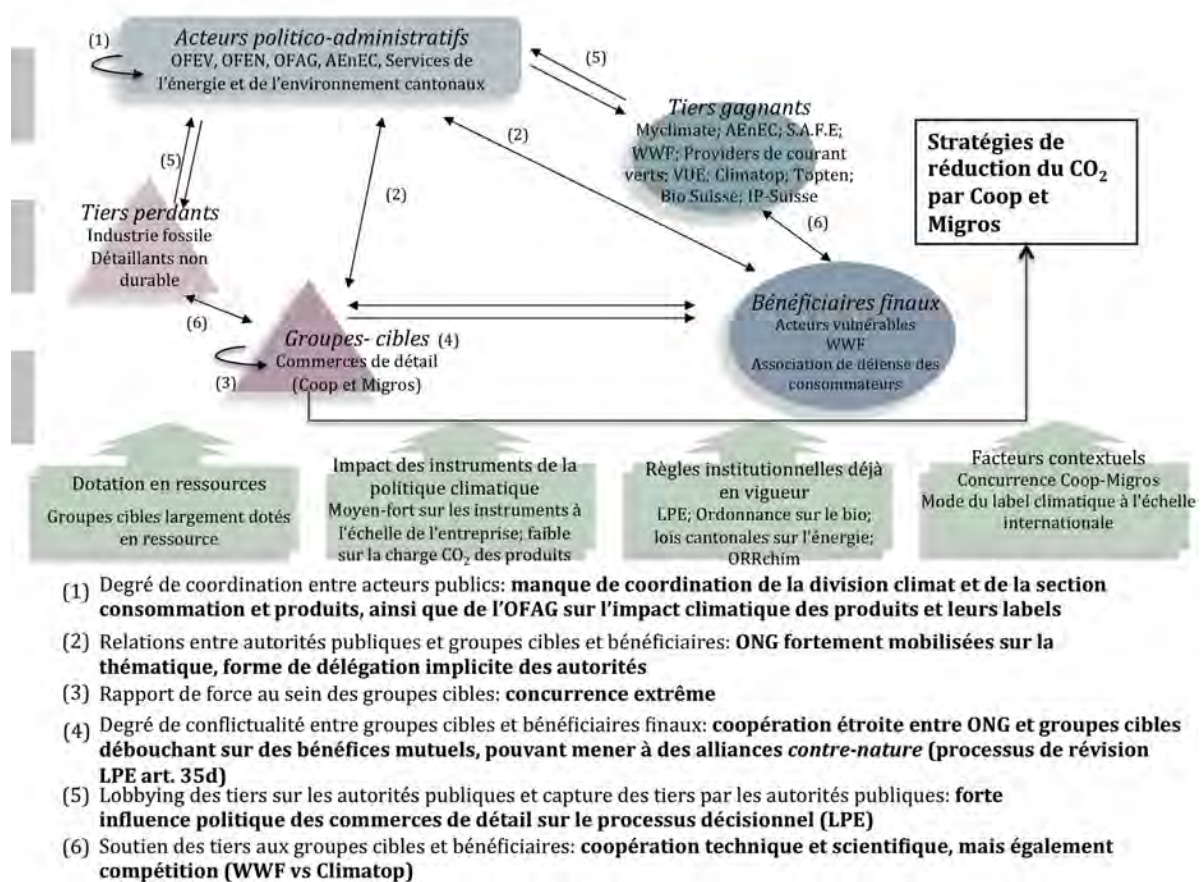 (1)
Acteurs politico-administratifs
OFEV, OFEN, OFAG, AEnEC, Services de
l'énergie et de l'environnement cantonaux
(5)
Tiers gagnants
Myclimate; AEnEC; S.A.F.E;
WWF; Providers de courant
verts: VUE; Climatop; Topten;
Bio Suisse; IP-Suisse
(2)
(5)
(2)
Stratégies de
réduction du CO₂
par Coop et
Migros
Tiers perdants
Industrie fossile
Détaillants non
durable
(6)
(6)
Bénéficiaires finaux
Acteurs vulnérables
WWF
Association de défense des
consommateurs
Groupes- cibles (4)
Commerces de détail
(Coop et Migros)
(3)
Dotation en ressources
Groupes cibles largement dotés
en ressource
Impact des instruments de la
politique climatique
Moyen-fort sur les instruments à
l'échelle de l'entreprise; faible
sur la charge CO₂ des produits
Règles institutionnelles déjà
en vigueur
LPE; Ordonnance sur le bio;
lois cantonales sur l'énergie;
ORRchim
Facteurs contextuels
Concurrence Coop-Migros
Mode du label climatique à l'échelle
internationale
(1) Degré de coordination entre acteurs publics: manque de coordination de la division climat et de la section
consommation et produits, ainsi que de l'OFAG sur l'impact climatique des produits et leurs labels
(2) Relations entre autorités publiques et groupes cibles et bénéficiaires: ONG fortement mobilisées sur la
thématique, forme de délégation implicite des autorités
(3) Rapport de force au sein des groupes cibles: concurrence extrême
(4) Degré de conflictualité entre groupes cibles et bénéficiaires finaux: coopération étroite entre ONG et groupes cibles
débouchant sur des bénéfices mutuels, pouvant mener à des alliances contre-nature (processus de révision
LPE art. 35d)
(5) Lobbying des tiers sur les autorités publiques et capture des tiers par les autorités publiques: forte
influence politique des commerces de détail sur le processus décisionnel (LPE)
(6) Soutien des tiers aux groupes cibles et bénéficiaires: coopération technique et scientifique, mais également
compétition (WWF vs Climatop)